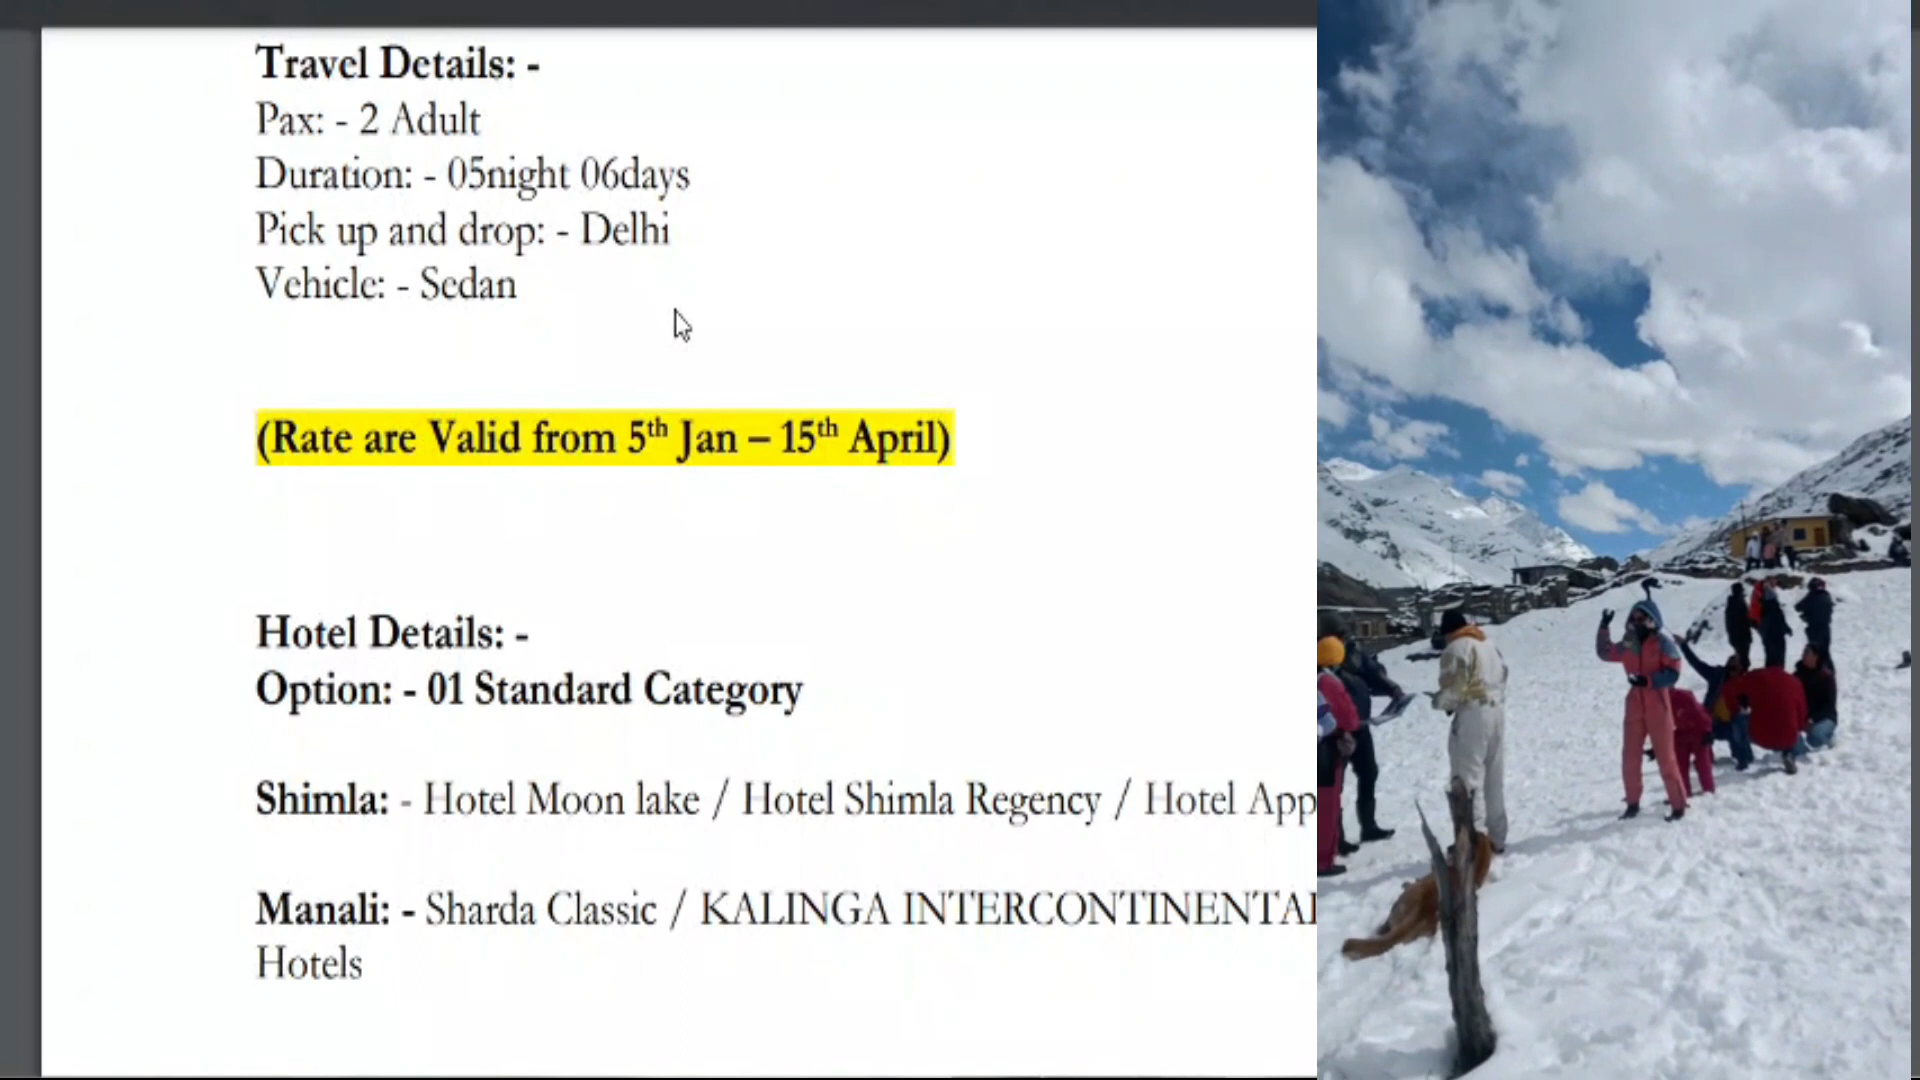 Travel Details: -
Pax: - 2 Adult
Duration: - 05night 06days
Pick up and drop: - Delhi
Vehicle: - Sedan
(Rate are Valid from 5th Jan – 15th April)
Hotel Details: -
Option: - 01 Standard Category
Shimla: - Hotel Moon lake / Hotel Shimla Regency / Hotel
Manali: - Sharda Classic / KALINGA
Hotels